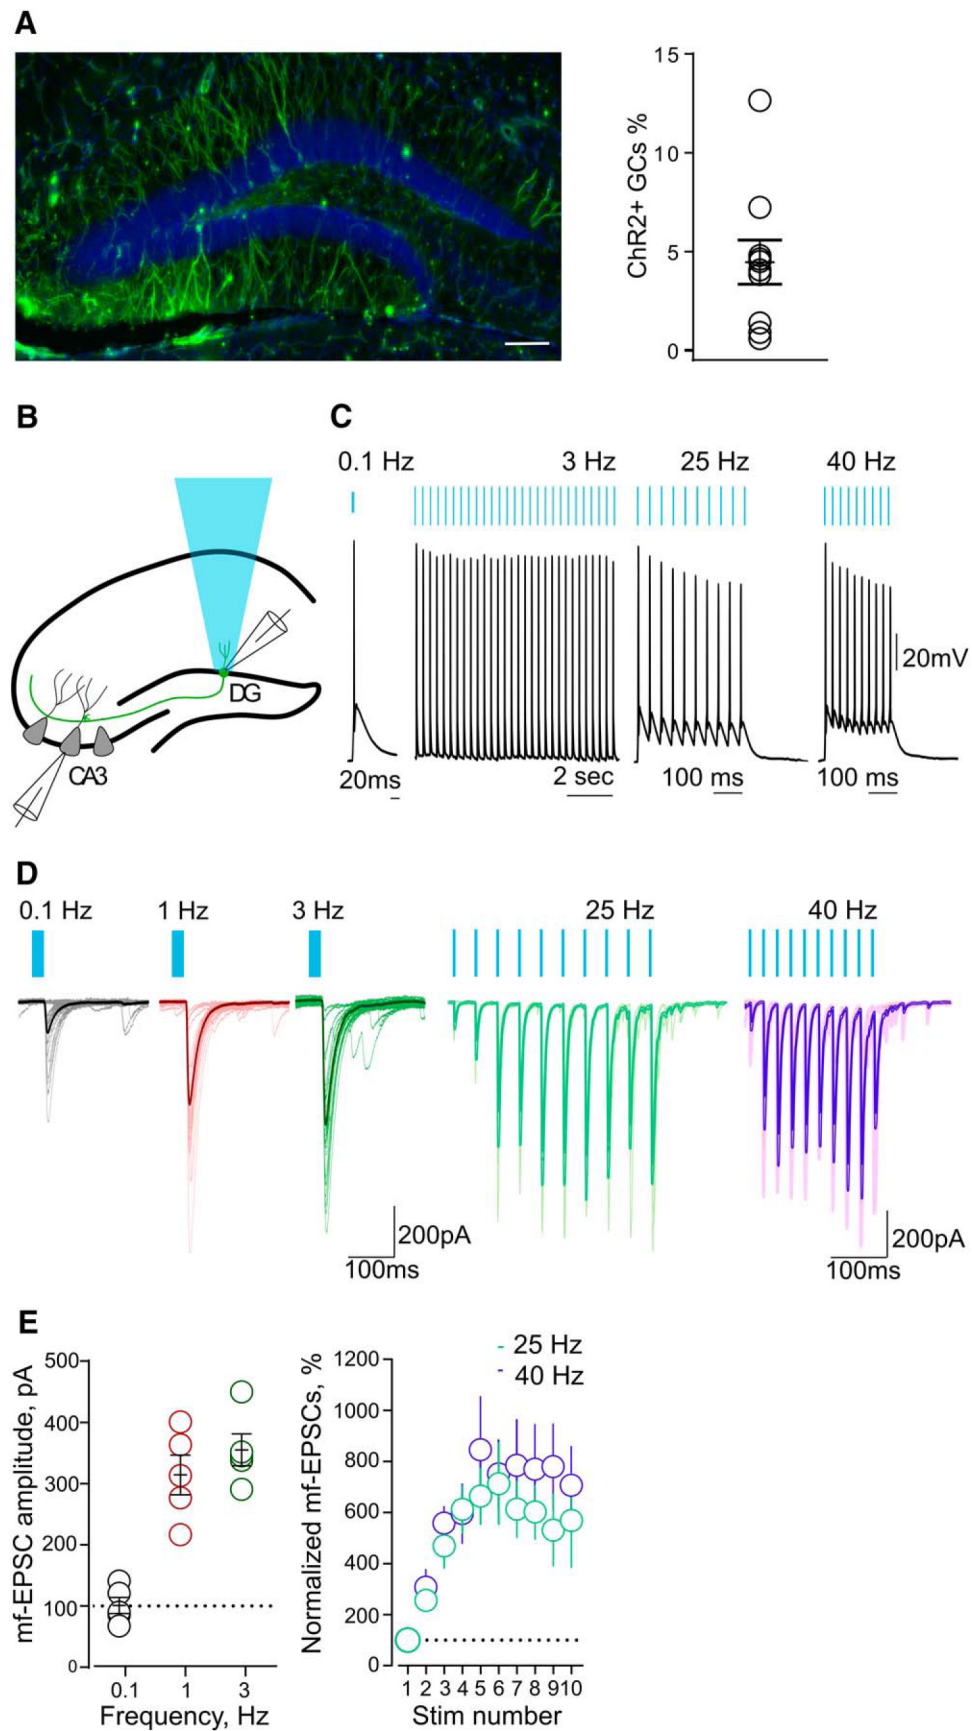 A
ChR2+ GCs %
15
10
5
0
B
C
0.1 Hz
3 Hz
25 Hz
40 Hz
DG
CA3
20mV
20ms
2 sec
100 ms
100 ms
D
0.1 Hz
1 Hz
3 Hz
25 Hz
40 Hz
200pA
100ms
200pA
100ms
E
mf-EPSC amplitude, pA
500
400
300
200
100
0
0.1
1
3
Frequency, Hz
Normalized mf-EPSCs, %
1200
1000
800
600
400
200
0
25 Hz
40 Hz
1 2 3 4 5 6 7 8 9 10
Stim number